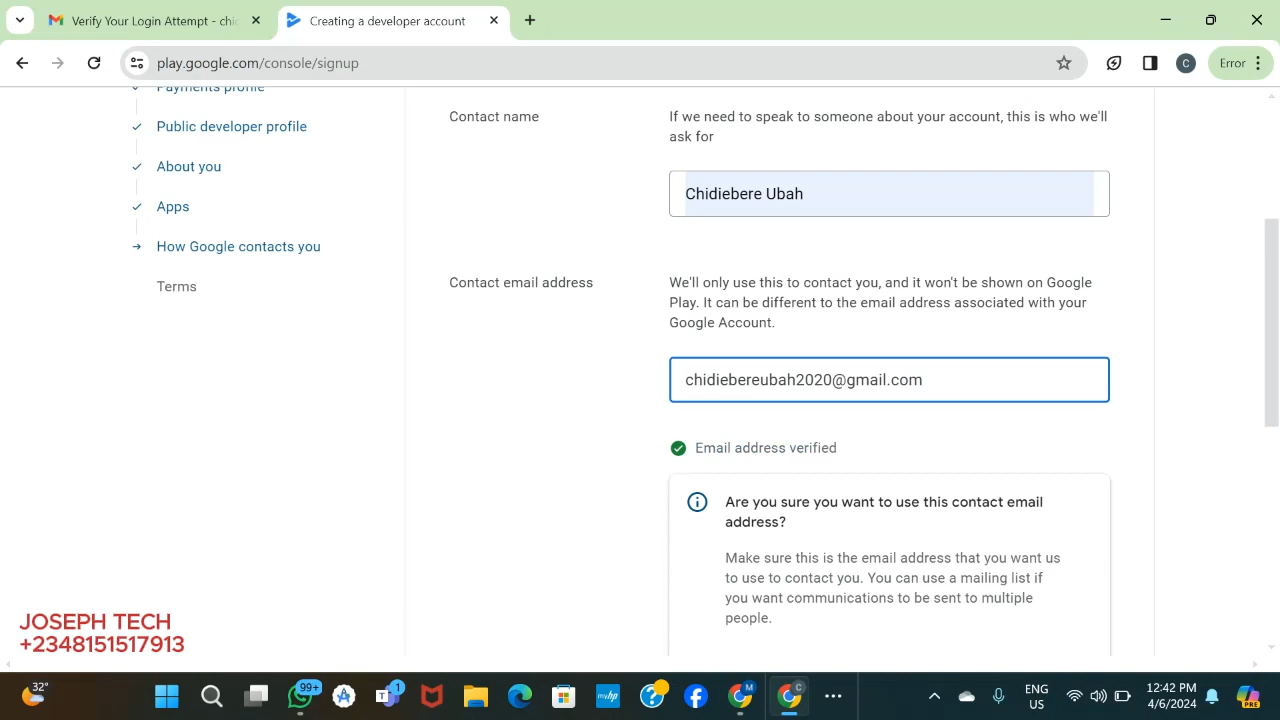 Verify Your Login Attempt - chi
Creating a developer account
play.google.com/console/signup
C
Error
Payments profile
Public developer profile
About you
Apps
How Google contacts you
Terms
Contact name
If we need to speak to someone about your account, this is who we'll
ask for
Chidiebere Ubah
Contact email address
We'll only use this to contact you, and it won't be shown on Google
Play. It can be different to the email address associated with your
Google Account.
chidiebereubah2020@gmail.com
Email address verified
Are you sure you want to use this contact email
address?
Make sure this is the email address that you want us
to use to contact you. You can use a mailing list if
you want communications to be sent to multiple
people.
JOSEPH TECH
+2348151517913
32°
99+
T
1
myhp
M
C
ENG
US
12:42 PM
4/6/2024
PRE